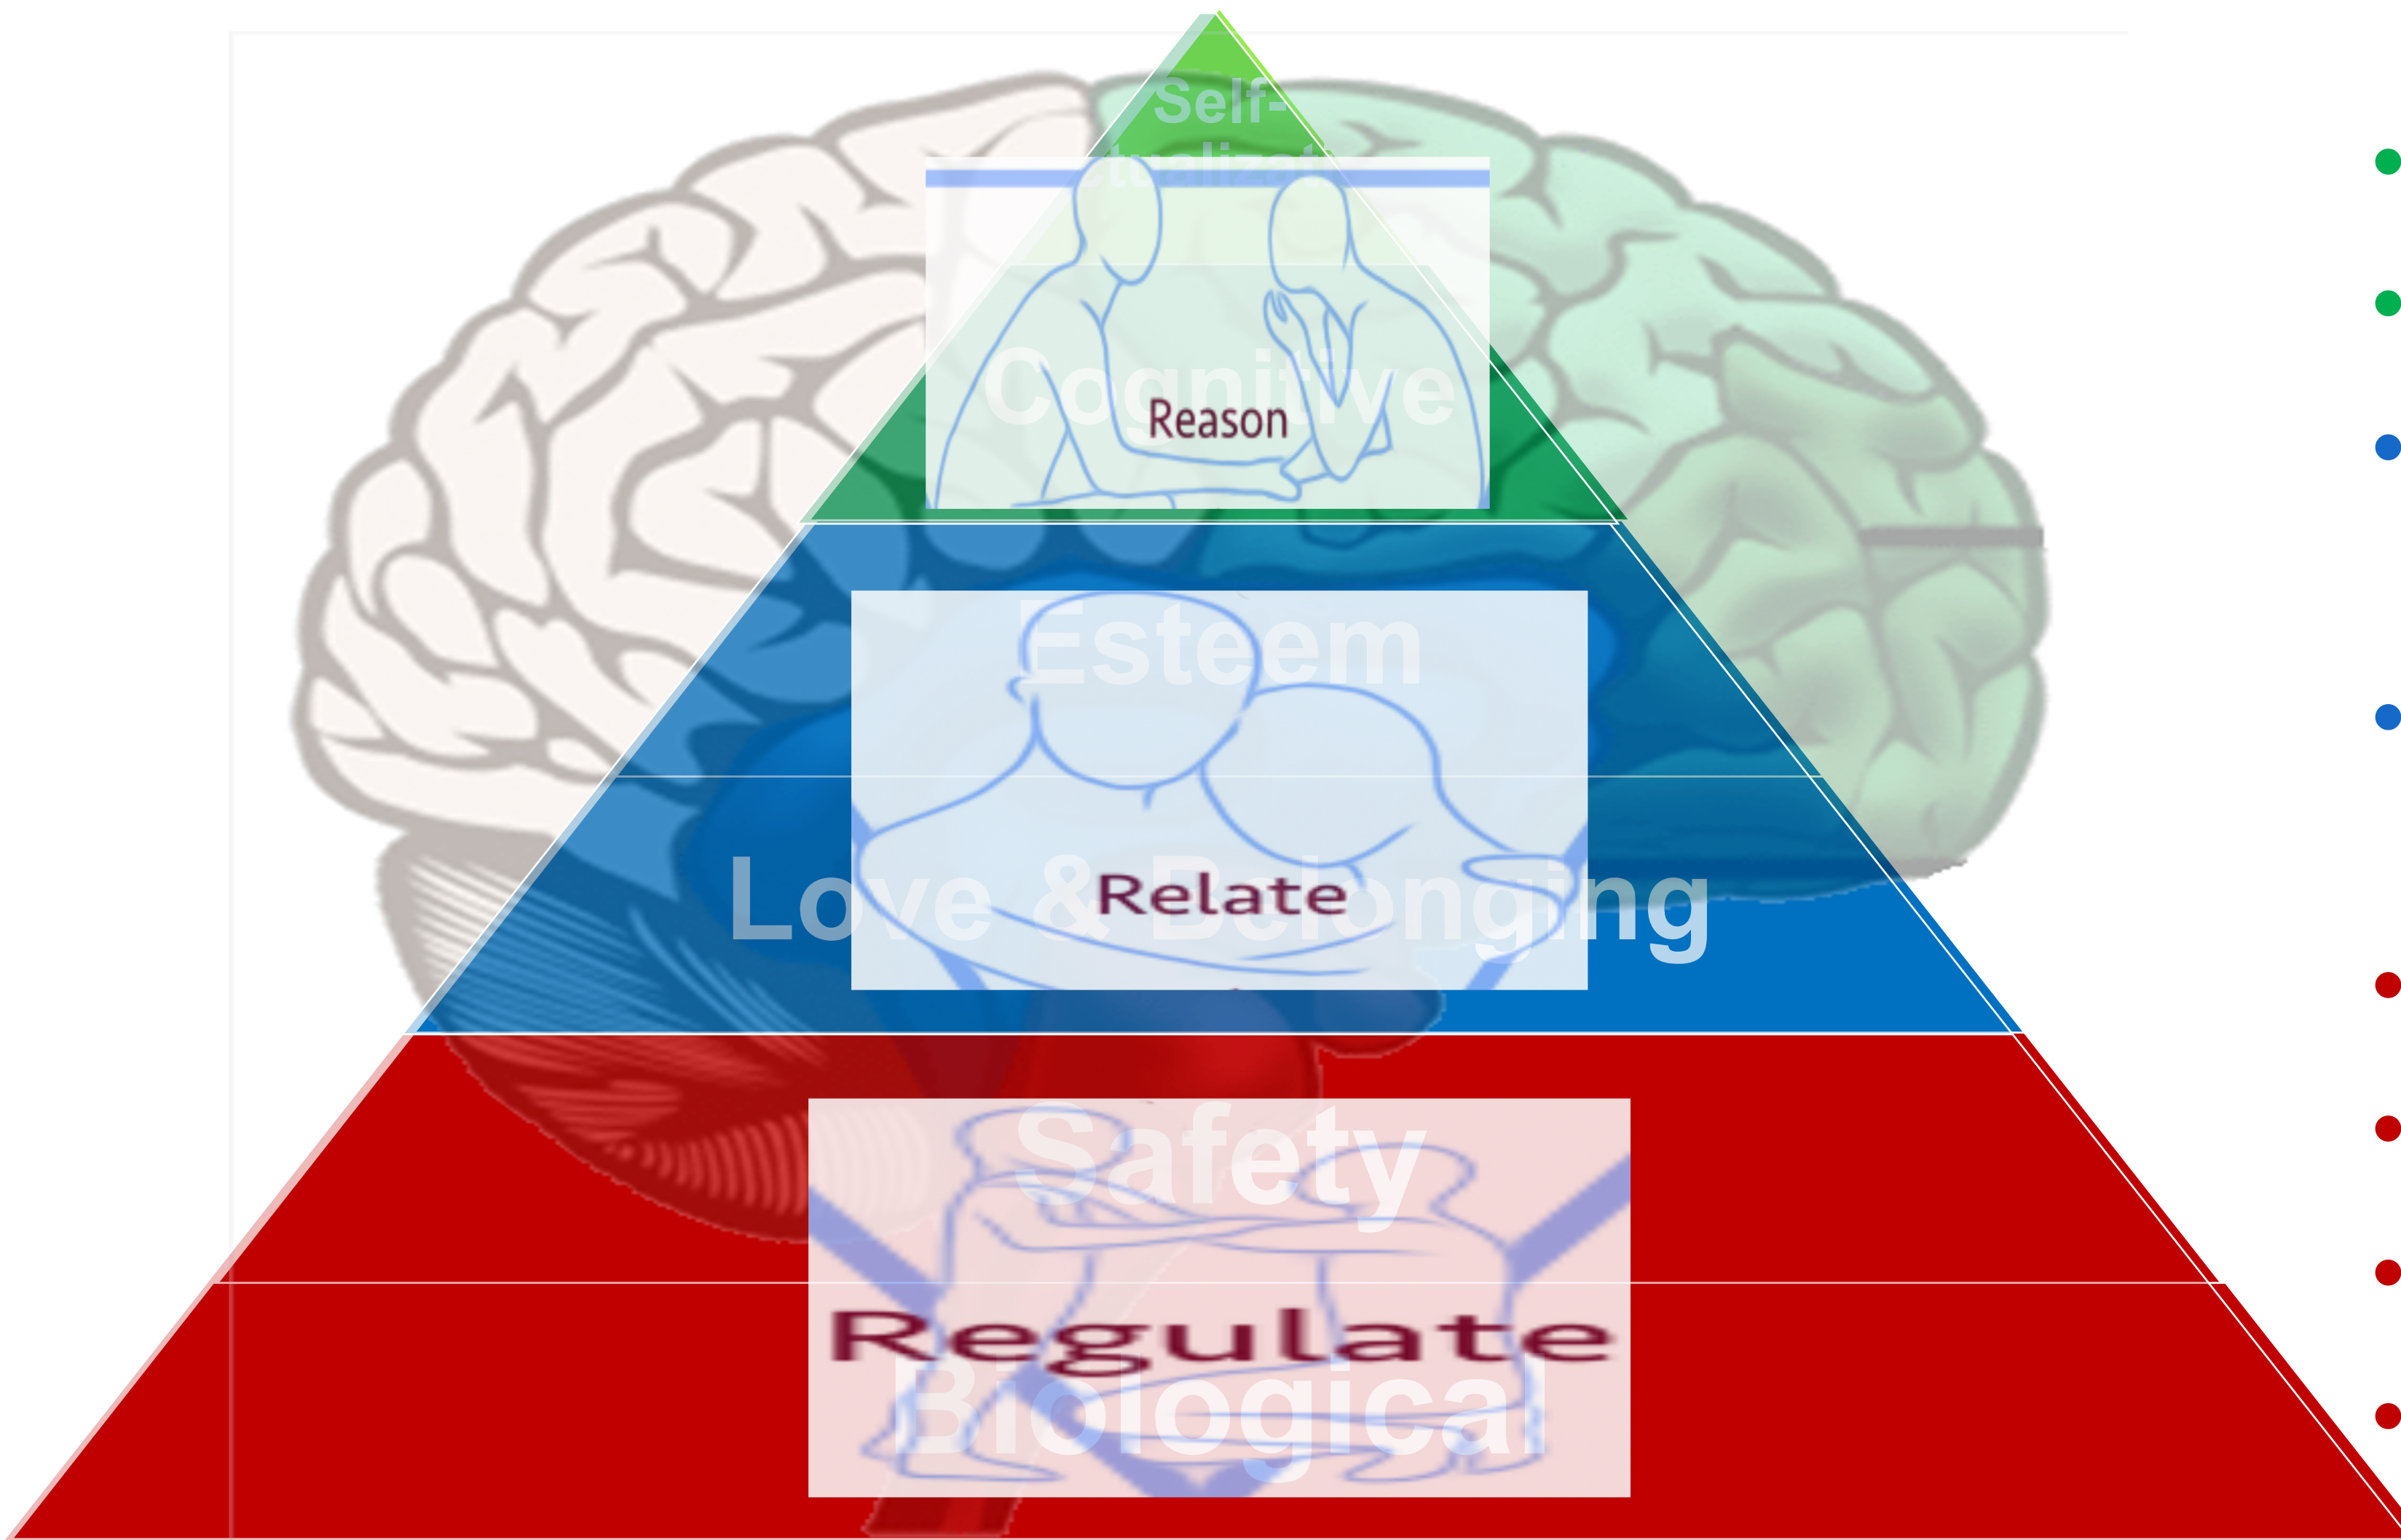 Self-
Cognitive
Reason
Esteem
Love & Belonging
Relate
Safety
Regulate
Biological